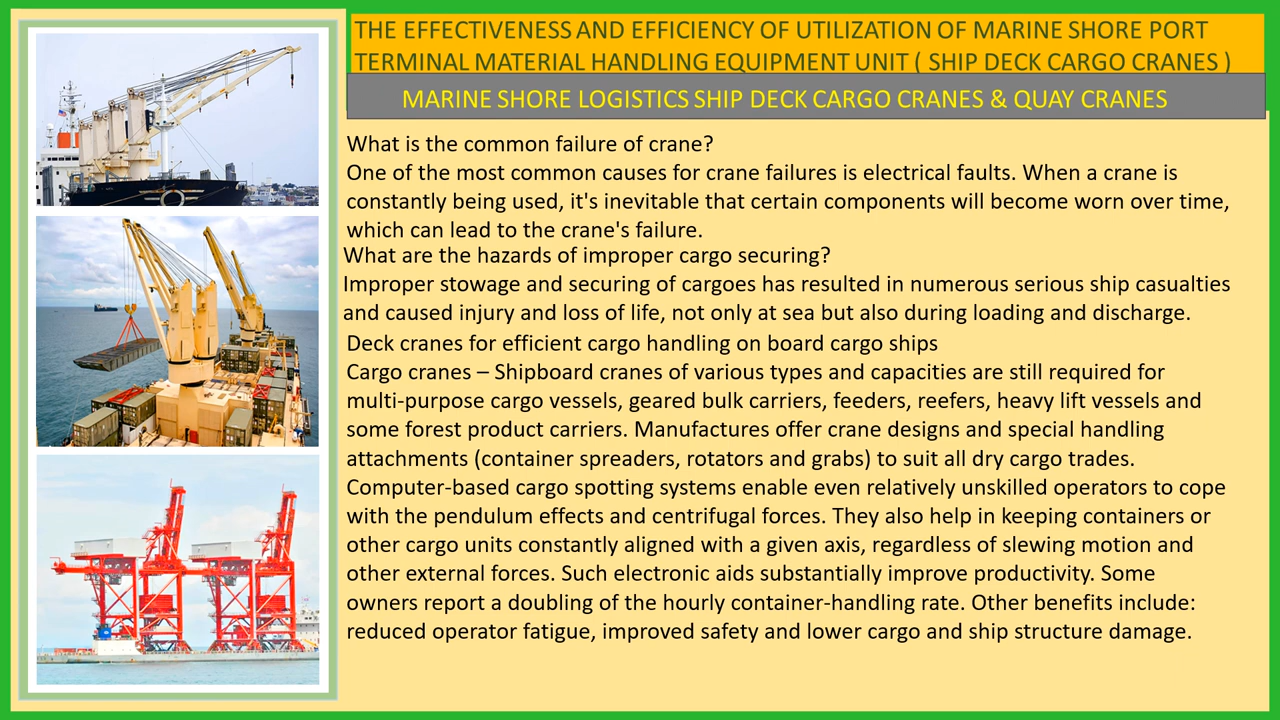 THE EFFECTIVENESS AND EFFICIENCY OF UTILIZATION OF MARINE SHORE PORT
TERMINAL MATERIAL HANDLING EQUIPMENT UNIT ( SHIP DECK CARGO CRANES )
MARINE SHORE LOGISTICS SHIP DECK CARGO CRANES & QUAY CRANES
What is the common failure of crane?
One of the most common causes for crane failures is electrical faults. When a crane is
constantly being used, it's inevitable that certain components will become worn over time,
which can lead to the crane's failure.
What are the hazards of improper cargo securing?
Improper stowage and securing of cargoes has resulted in numerous serious ship casualties
and caused injury and loss of life, not only at sea but also during loading and discharge.
Deck cranes for efficient cargo handling on board cargo ships
Cargo cranes – Shipboard cranes of various types and capacities are still required for
multi-purpose cargo vessels, geared bulk carriers, feeders, reefers, heavy lift vessels and
some forest product carriers. Manufactures offer crane designs and special handling
attachments (container spreaders, rotators and grabs) to suit all dry cargo trades.
Computer-based cargo spotting systems enable even relatively unskilled operators to cope
with the pendulum effects and centrifugal forces. They also help in keeping containers or
other cargo units constantly aligned with a given axis, regardless of slewing motion and
other external forces. Such electronic aids substantially improve productivity. Some
owners report a doubling of the hourly container-handling rate. Other benefits include:
reduced operator fatigue, improved safety and lower cargo and ship structure damage.